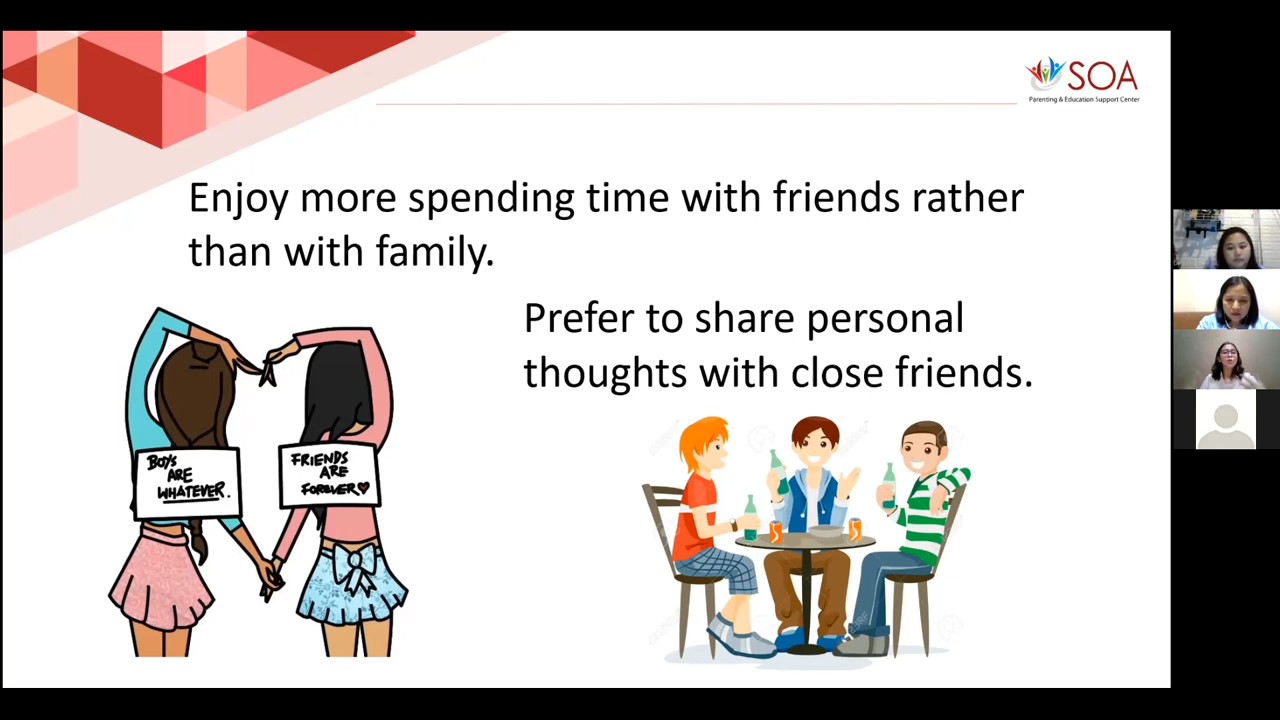 SOA
Parenting & Education Support Center
Enjoy more spending time with friends rather
than with family.
Prefer to share personal
thoughts with close friends.
BOYS
ARE
WHATEVER.
FRIENDS
ARE
FOREVER